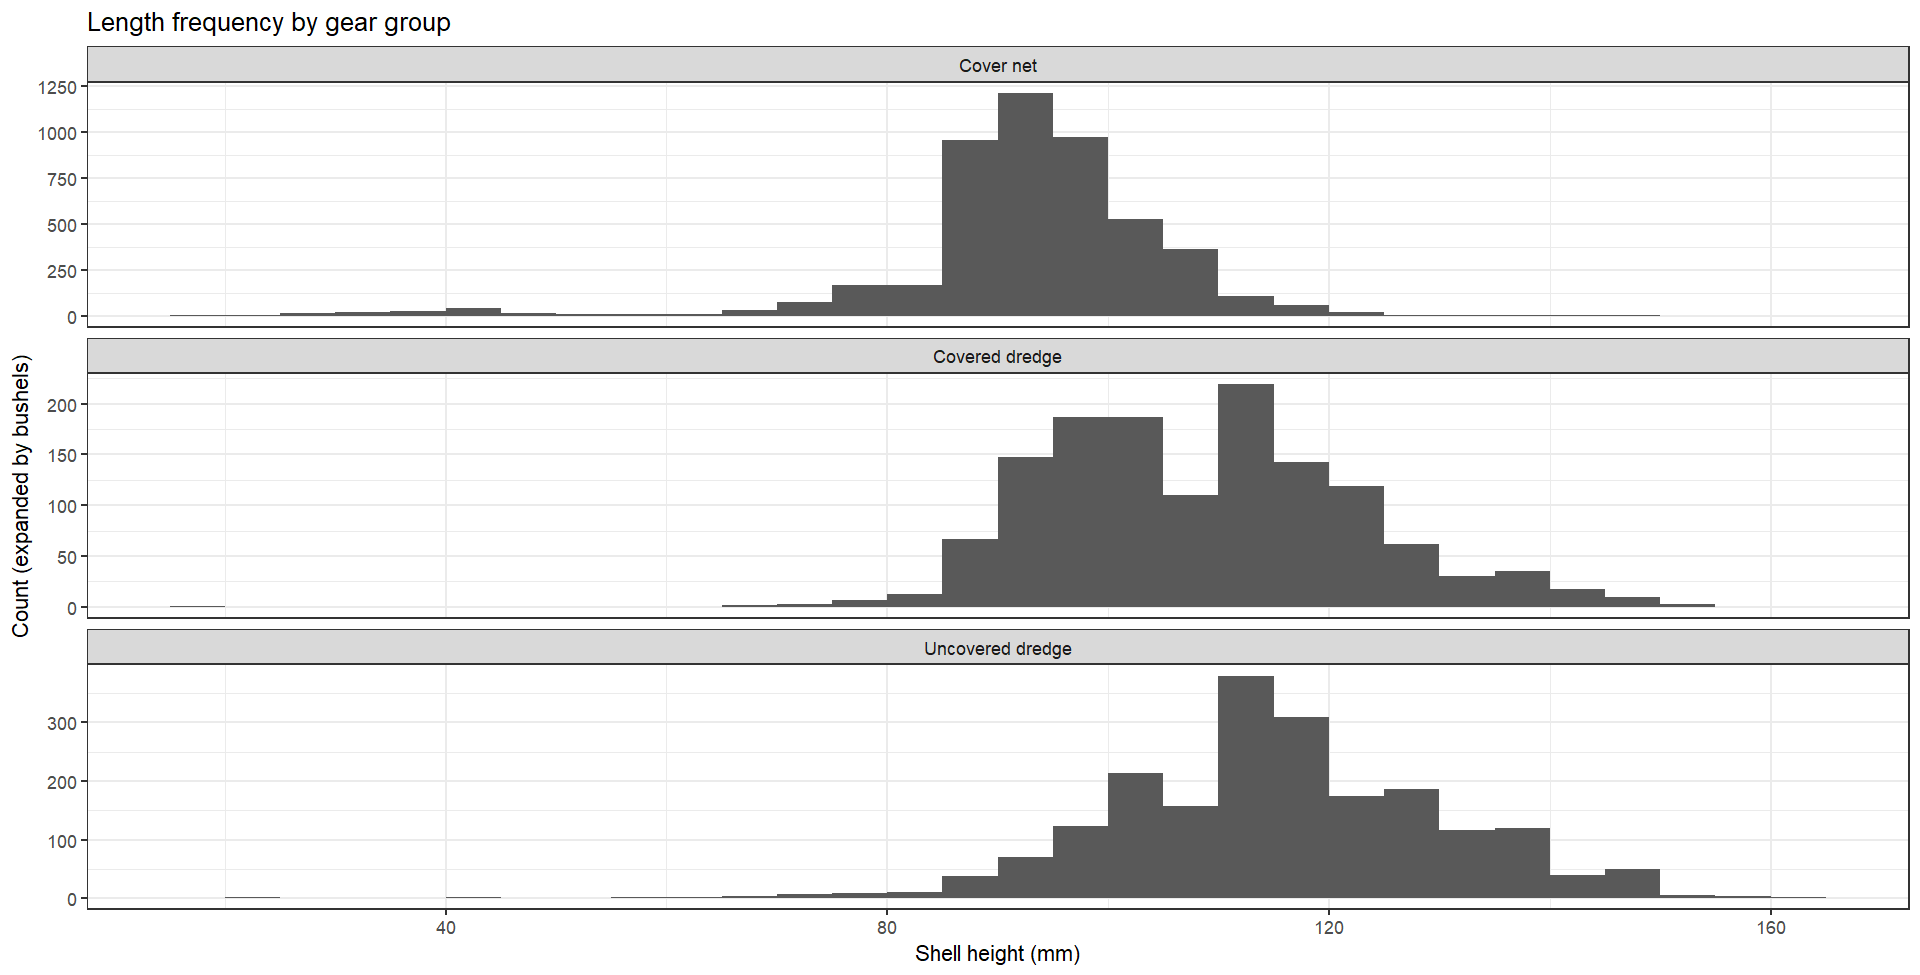 Length frequency by gear group
Cover net
1250
1000
750
500
250
0
Covered dredge
200
150
100
50
0
Uncovered dredge
300
200
100
0
40 80 120 160
Shell height (mm)
Count (expanded by bushels)